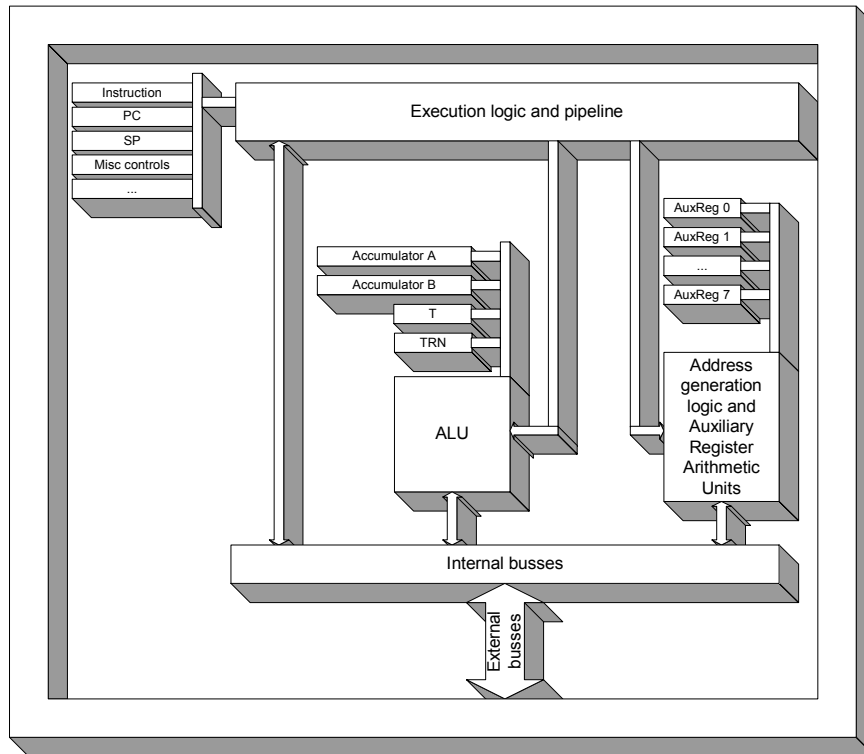 Instruction
PC
SP
Misc controls
...
Execution logic and pipeline
AuxReg 0
AuxReg 1
...
AuxReg 7
Accumulator A
Accumulator B
T
TRN
ALU
Address
generation
logic and
Auxiliary
Register
Arithmetic
Units
Internal busses
External
busses